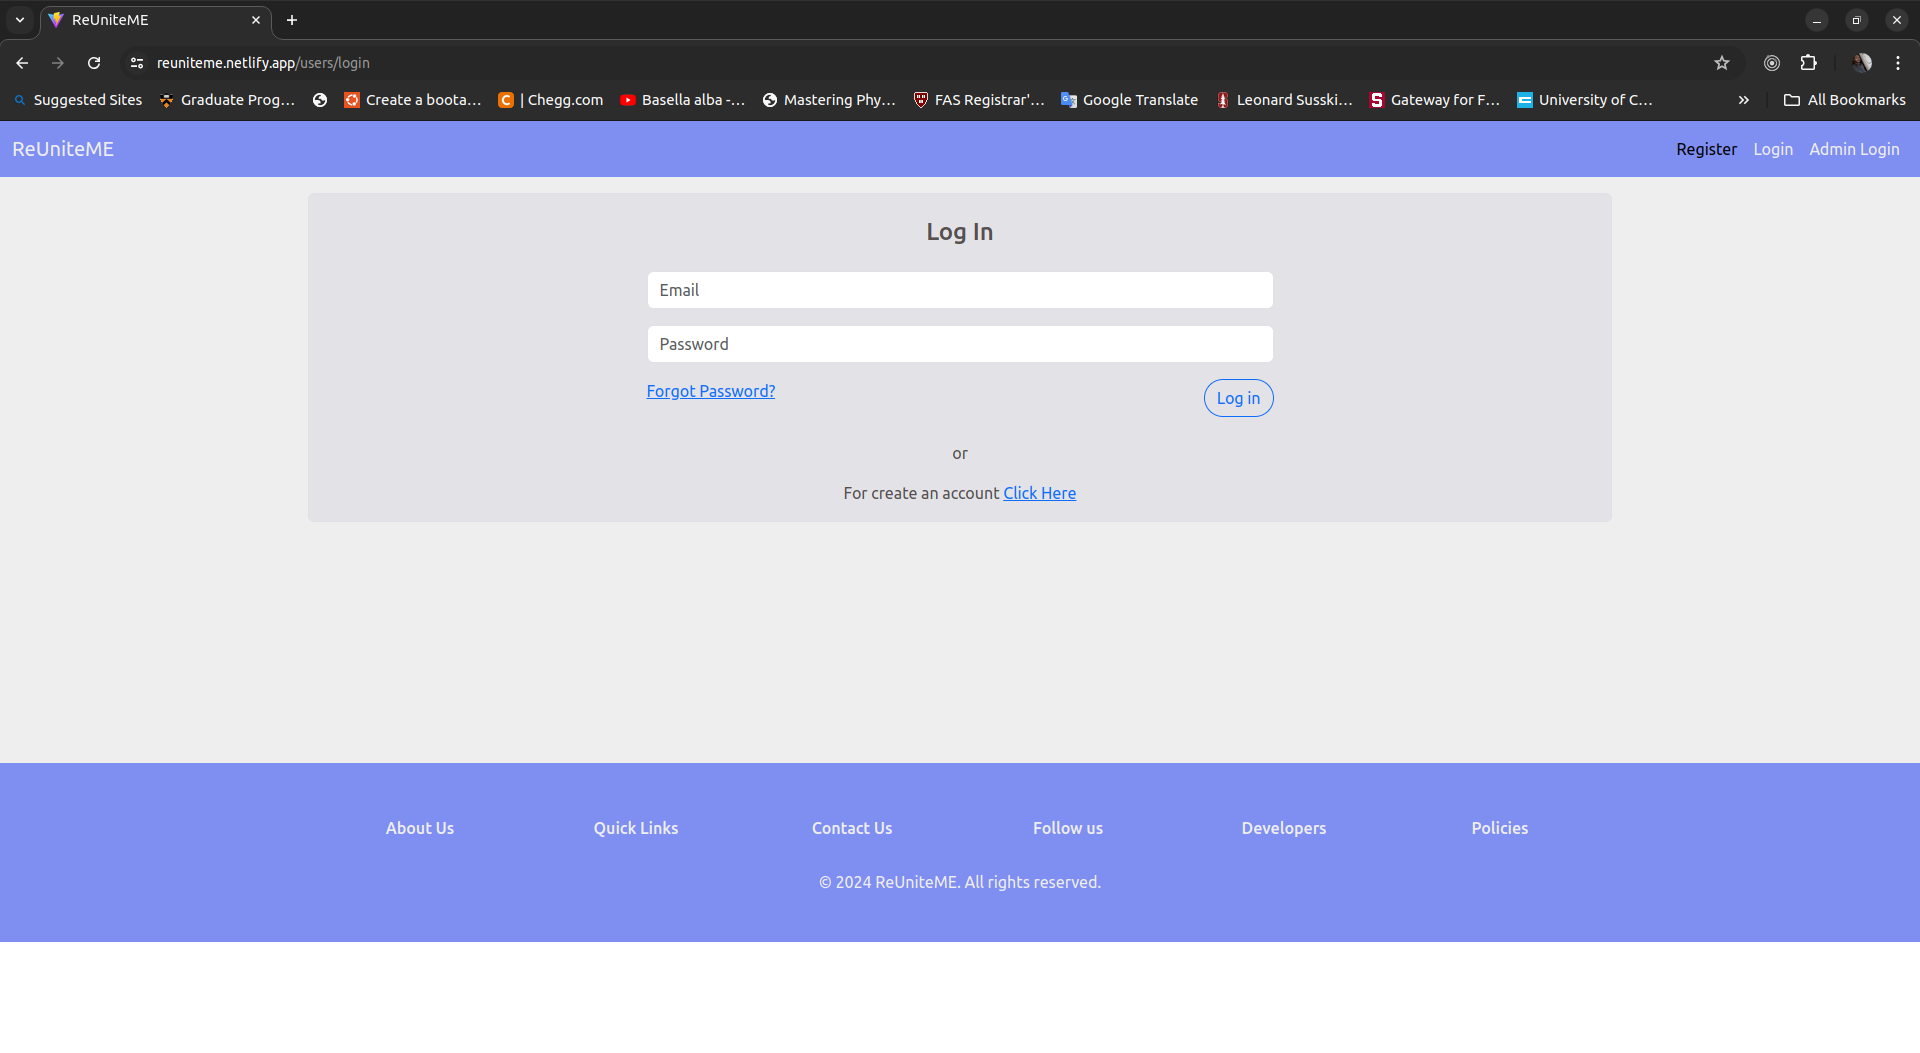 ReUniteME
reuniteme.netlify.app/users/login
Suggested Sites Graduate Prog... Create a boota... | Chegg.com Basella alba -... Mastering Phy... FAS Registrar'... Google Translate Leonard Susski... Gateway for F... University of C... » All Bookmarks
ReUniteME Register Login Admin Login
Log In
Email
Password
Forgot Password? Log in
or
For create an account Click Here
About Us Quick Links Contact Us Follow us Developers Policies
© 2024 ReUniteME. All rights reserved.